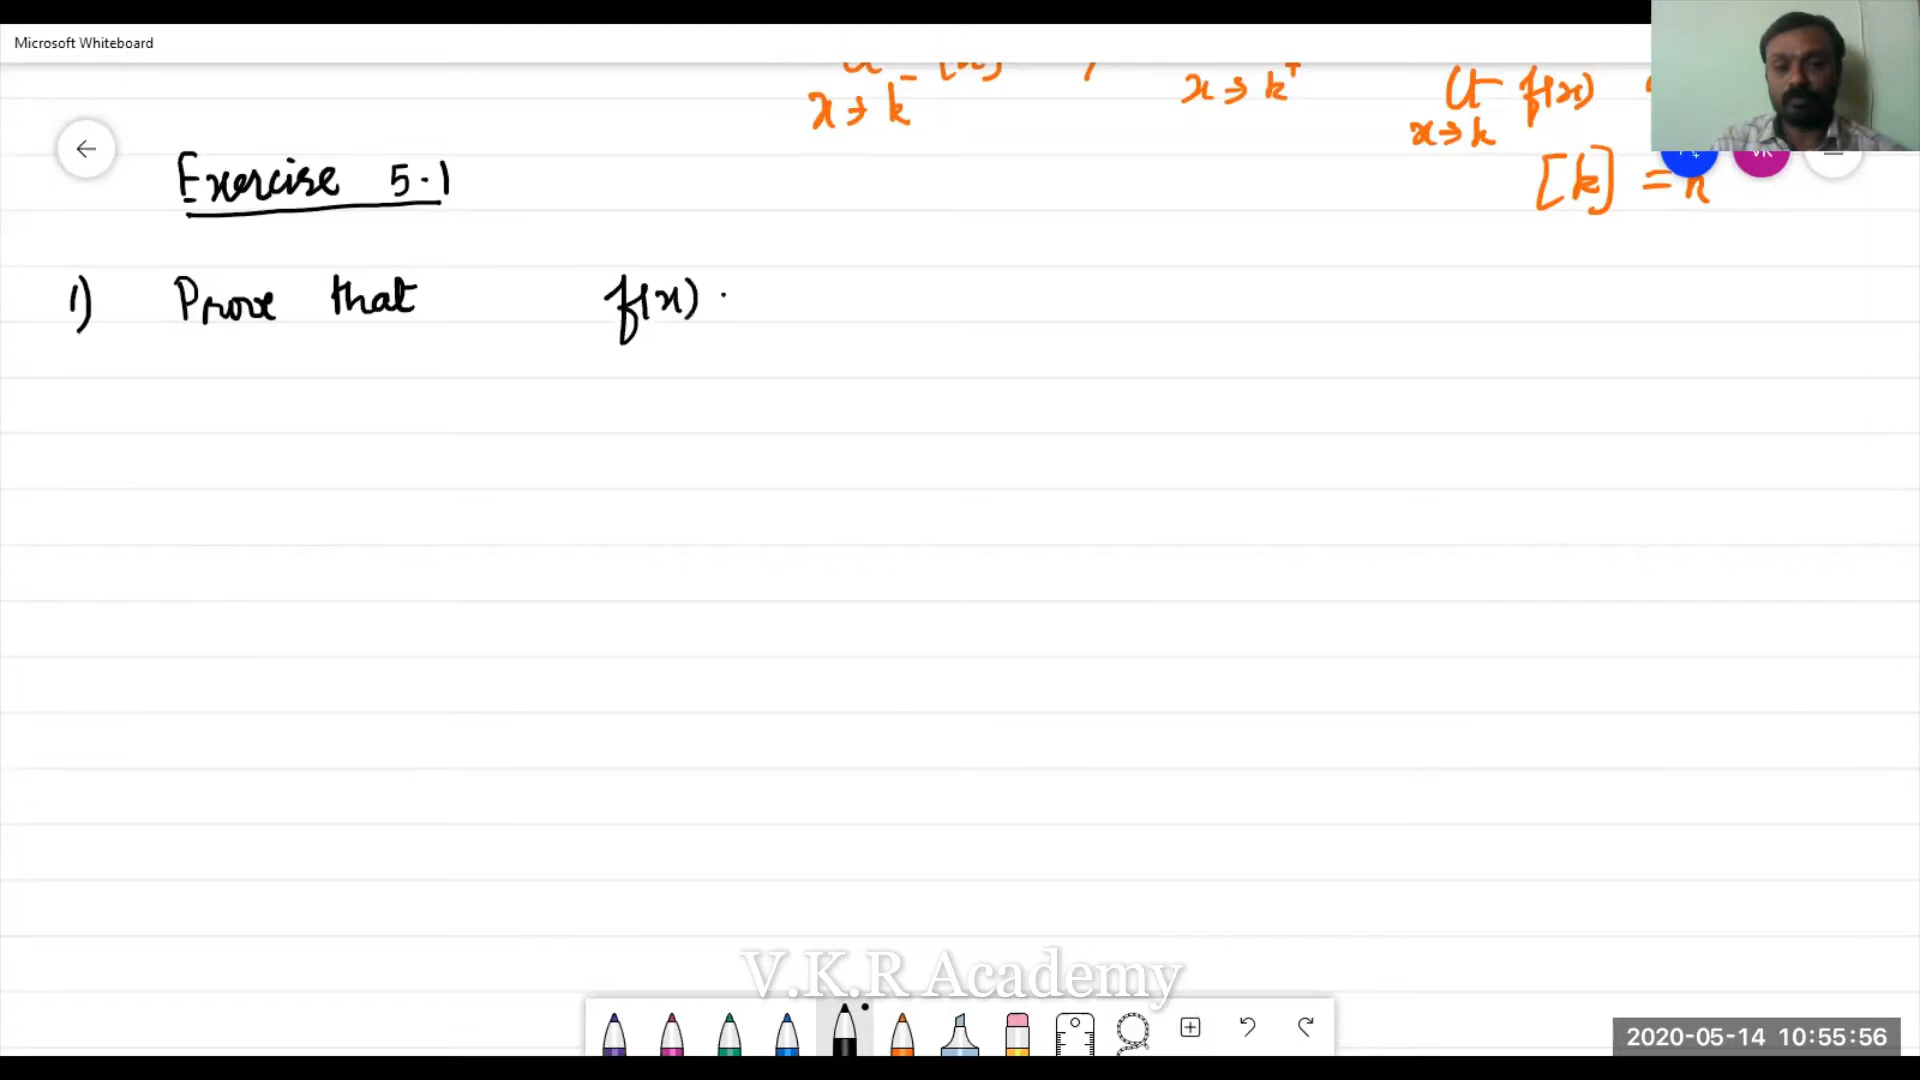 Microsoft Whiteboard
x→k⁻
x→k⁺
Lt f(x)
x→k
[k] = k
Exercise 5.1
1) Prove that f(x)
V.K.R Academy
2020-05-14 10:55:56